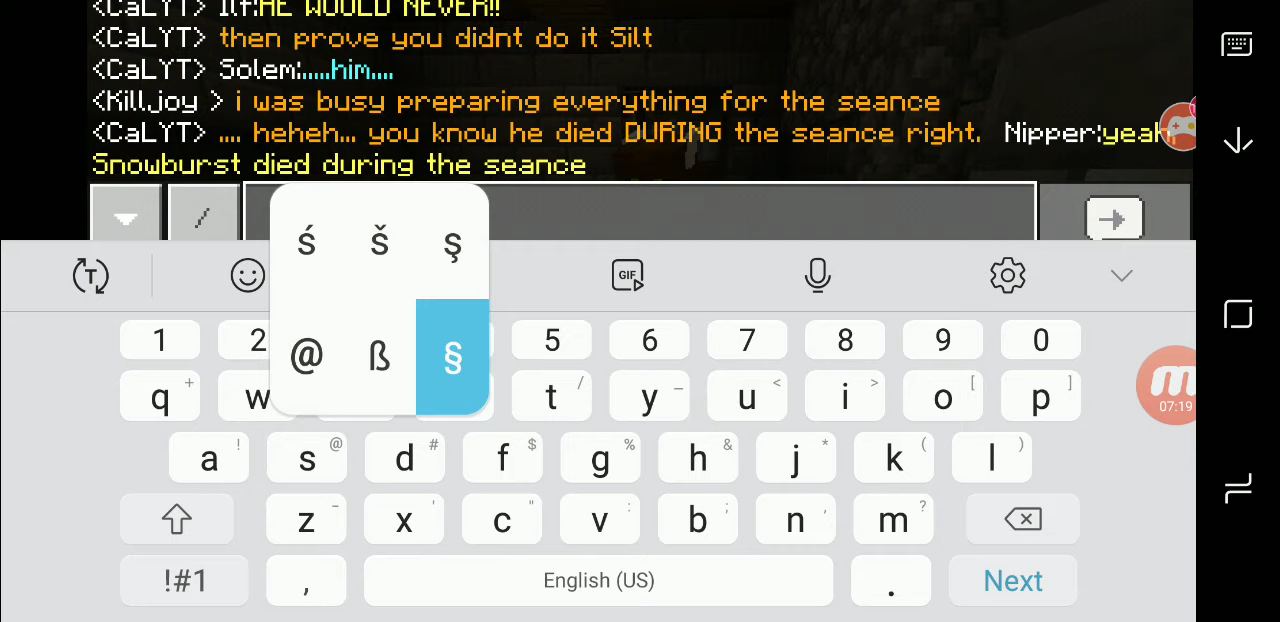 <CaLYT> Ilf:HE WOULD NEVER!!
<CaLYT> then prove you didnt do it Silt
<CaLYT> Solem:.....him....
<Killjoy > i was busy preparing everything for the seance
<CaLYT> .... heheh... you know he died DURING the seance right.  Nipper:yeah,
Snowburst died during the seance
/
ś š ş
@ ß §
T GIF
1 2 5 6 7 8 9 0
q + w t / y _ u < i > o [ p ]
a ! s @ d # f $ g % h & j * k ( l )
z - x ' c " v : b ; n , m ?
!#1 , English (US) . Next
m
07:19